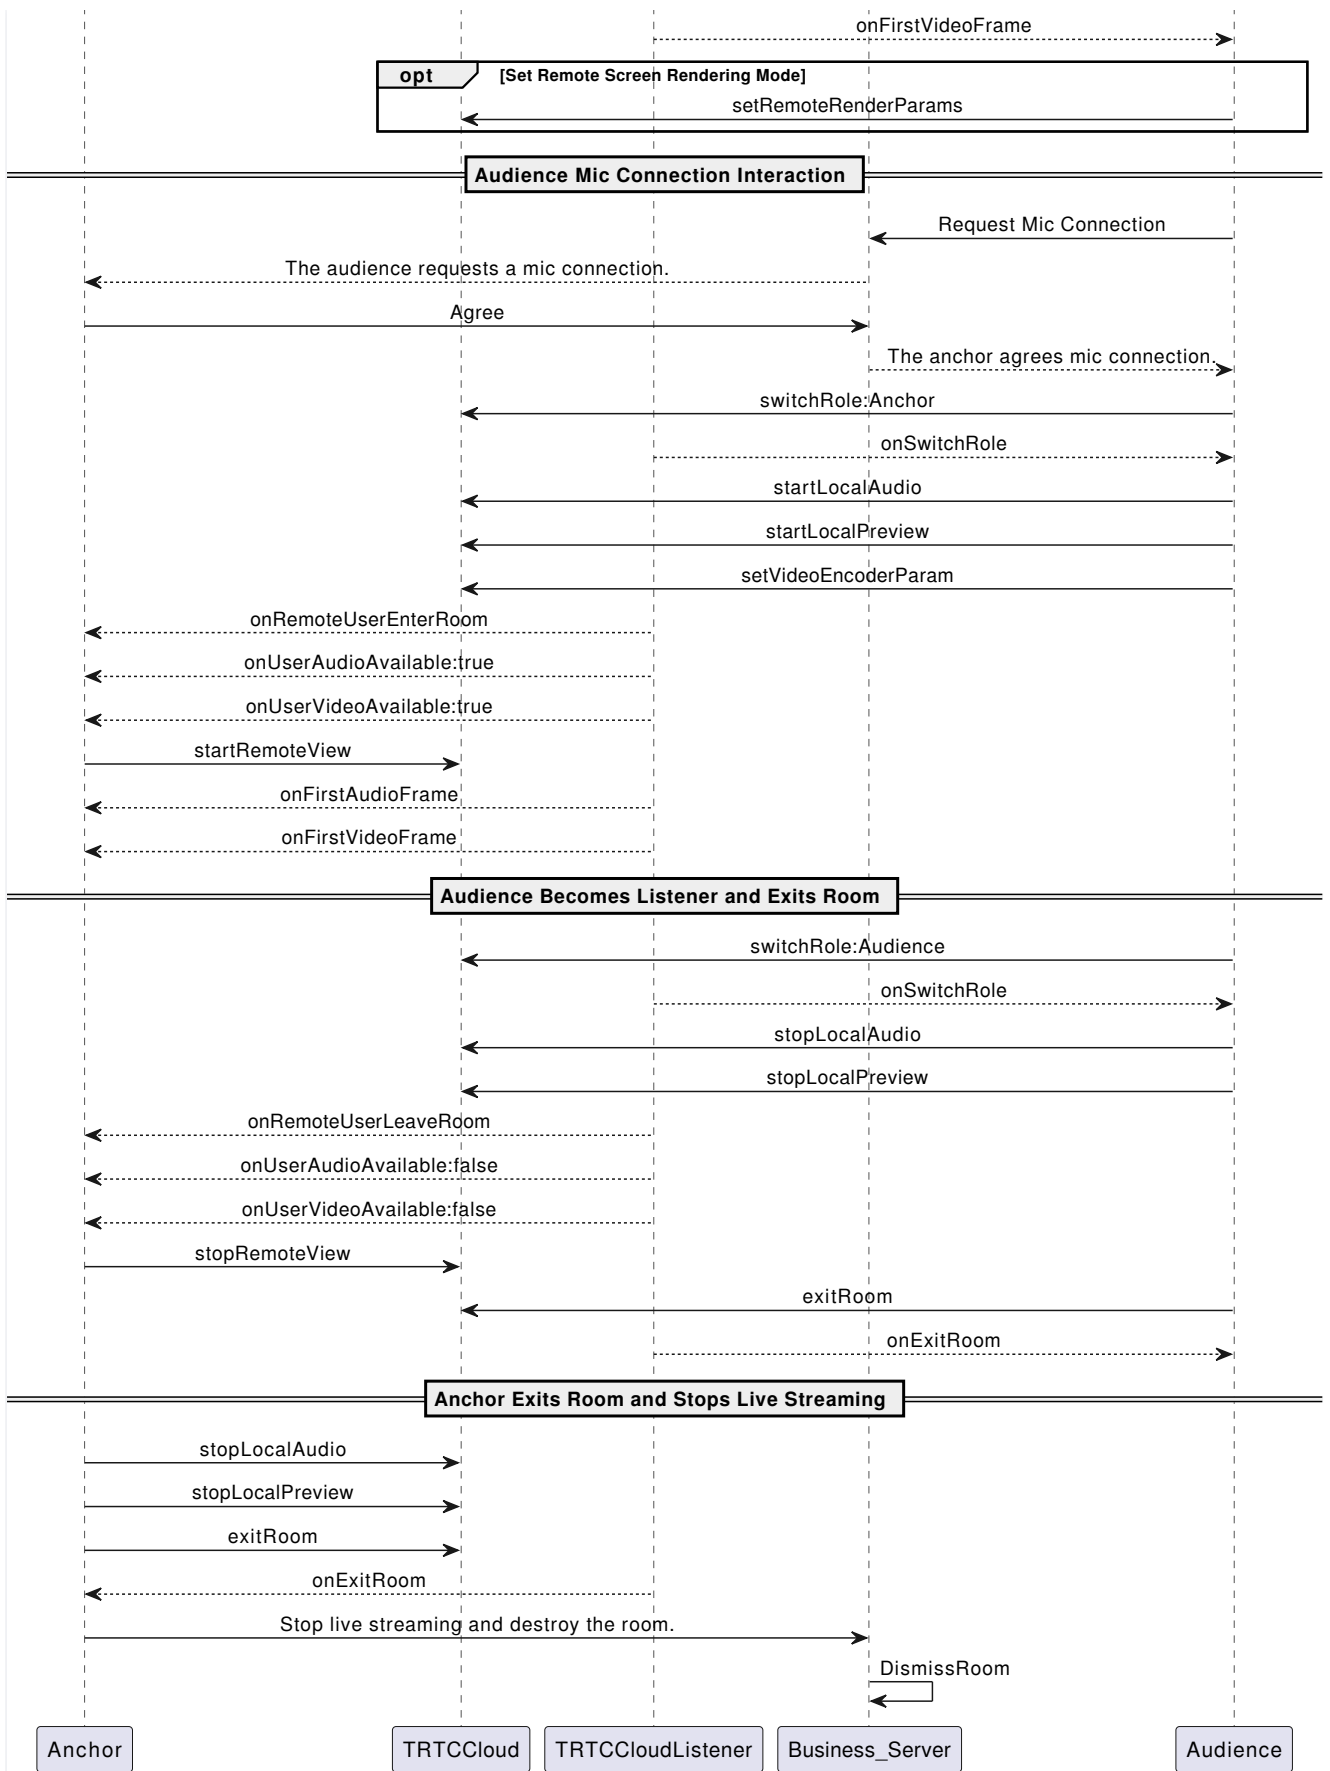 onFirstVideoFrame
opt [Set Remote Screen Rendering Mode]
setRemoteRenderParams
Audience Mic Connection Interaction
Request Mic Connection
The audience requests a mic connection.
Agree
The anchor agrees mic connection.
switchRole:Anchor
onSwitchRole
startLocalAudio
startLocalPreview
setVideoEncoderParam
onRemoteUserEnterRoom
onUserAudioAvailable:true
onUserVideoAvailable:true
startRemoteView
onFirstAudioFrame
onFirstVideoFrame
Audience Becomes Listener and Exits Room
switchRole:Audience
onSwitchRole
stopLocalAudio
stopLocalPreview
onRemoteUserLeaveRoom
onUserAudioAvailable:false
onUserVideoAvailable:false
stopRemoteView
exitRoom
onExitRoom
Anchor Exits Room and Stops Live Streaming
stopLocalAudio
stopLocalPreview
exitRoom
onExitRoom
Stop live streaming and destroy the room.
DismissRoom
Anchor TRTCCloud TRTCCloudListener Business_Server Audience